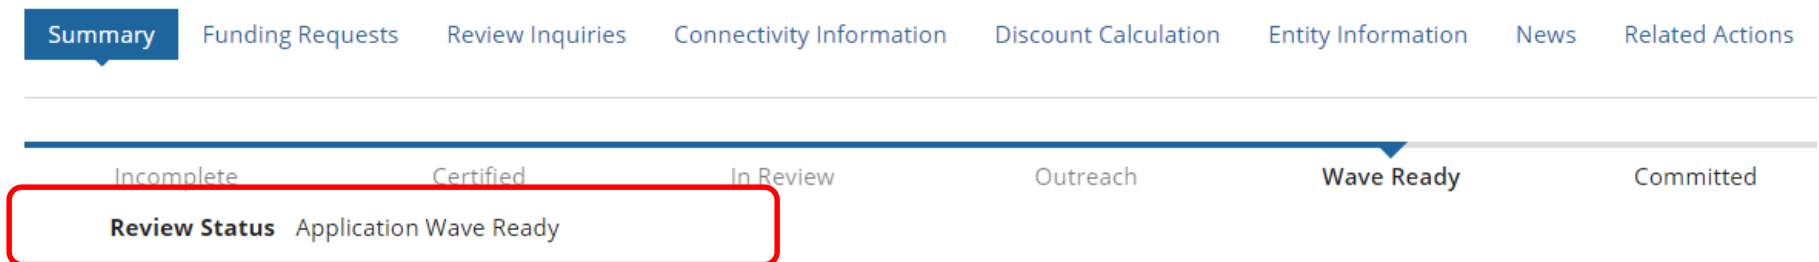 Summary Funding Requests Review Inquiries Connectivity Information Discount Calculation Entity Information News Related Actions
Incomplete Certified In Review Outreach Wave Ready Committed
Review Status Application Wave Ready